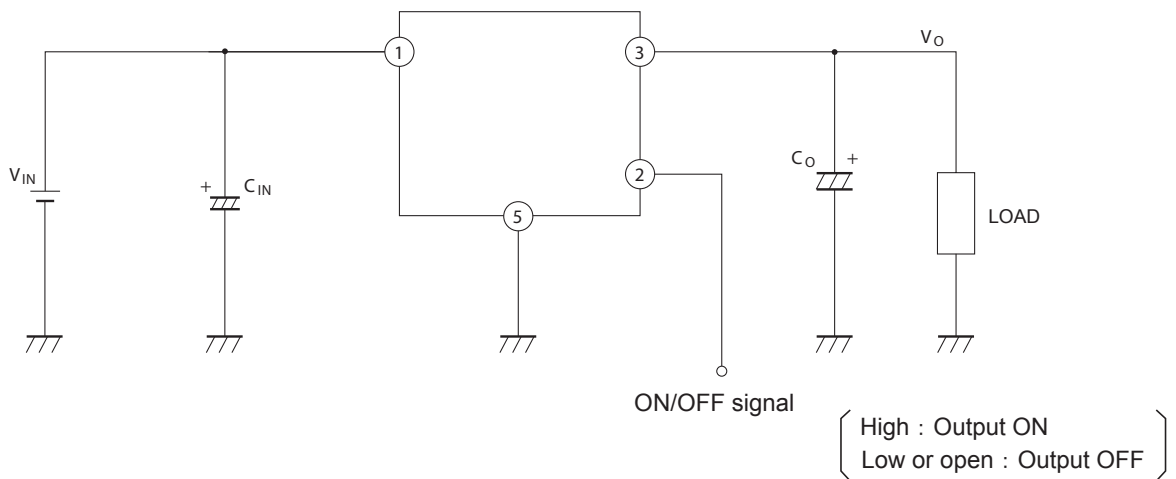 1
3
V_O
2
V_IN
+ C_IN
C_O +
5
LOAD
ON/OFF signal
High : Output ON
Low or open : Output OFF